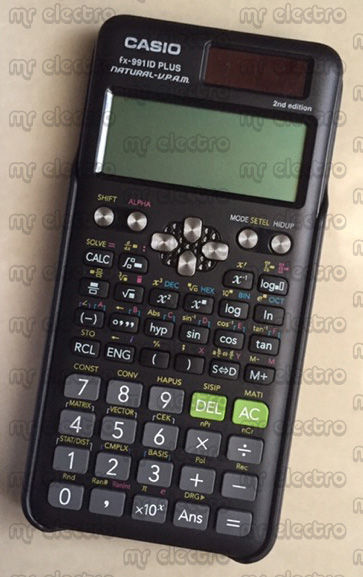 mr electro
CASIO
fx-991ID PLUS
NATURAL-V.P.A.M.
2nd edition
SHIFT ALPHA MODE SETEL HIDUP
SOLVE =
CALC
DEC HEX BIN OCT
log ln
(−) hyp sin cos tan
STO M- M
RCL ENG ( ) S⇔D M+
CONST CONV HAPUS SISIP MATI
7 8 9 DEL AC
MATRIX VECTOR CEK nPr nCr
4 5 6 × ÷
STAT/DIST CMPLX BASIS Pol Rec
1 2 3 + −
Rnd Ran# RanInt π e DRG▶
0 , ×10ˣ Ans =